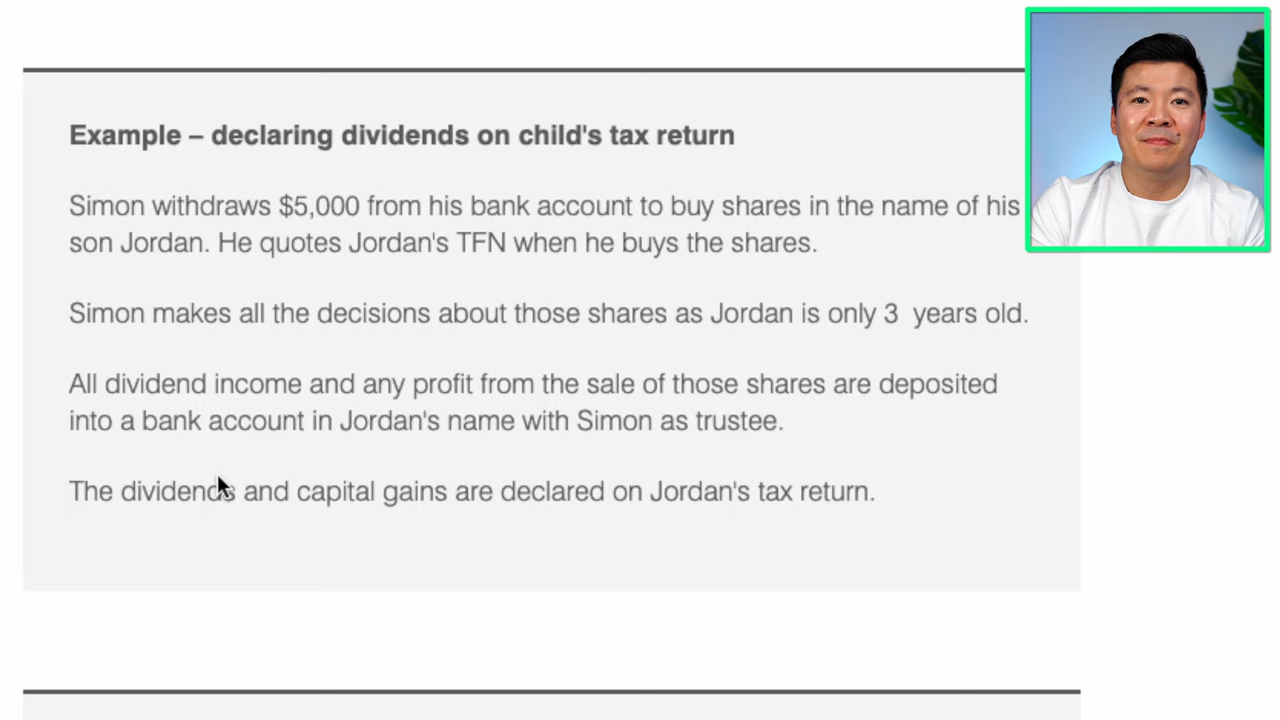 Example – declaring dividends on child's tax return
Simon withdraws $5,000 from his bank account to buy shares in the name of his
son Jordan. He quotes Jordan's TFN when he buys the shares.
Simon makes all the decisions about those shares as Jordan is only 3  years old.
All dividend income and any profit from the sale of those shares are deposited
into a bank account in Jordan's name with Simon as trustee.
The dividends and capital gains are declared on Jordan's tax return.